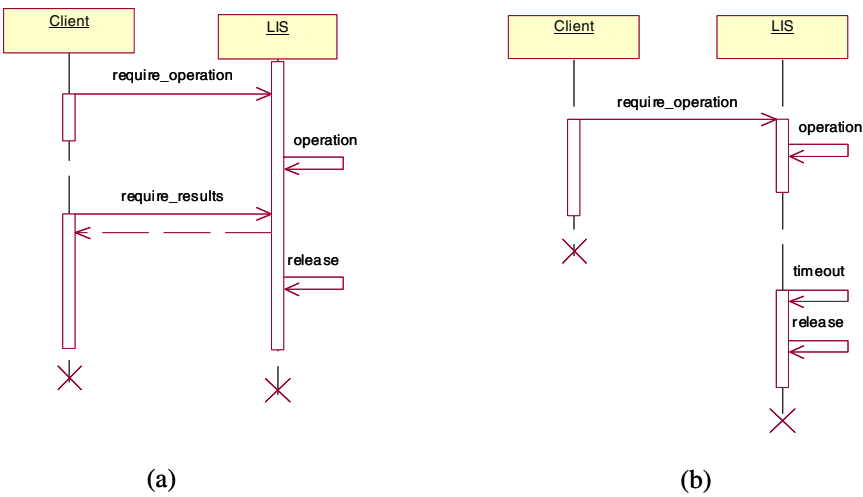 Client
LIS
require_operation
operation
require_results
release
(a)
Client
LIS
require_operation
operation
timeout
release
(b)